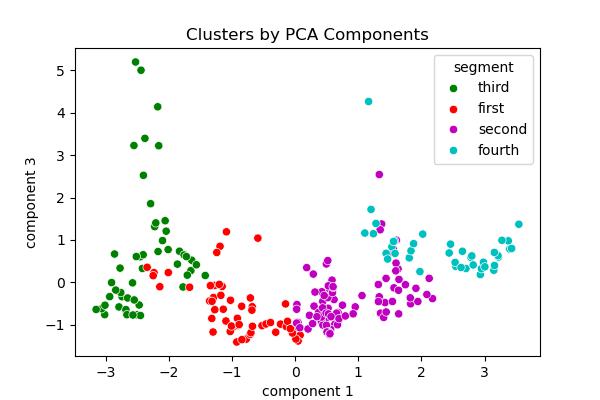 Clusters by PCA Components
segment
third
first
second
fourth
5
4
3
2
1
0
−1
component 3
−3
−2
−1
0
1
2
3
component 1